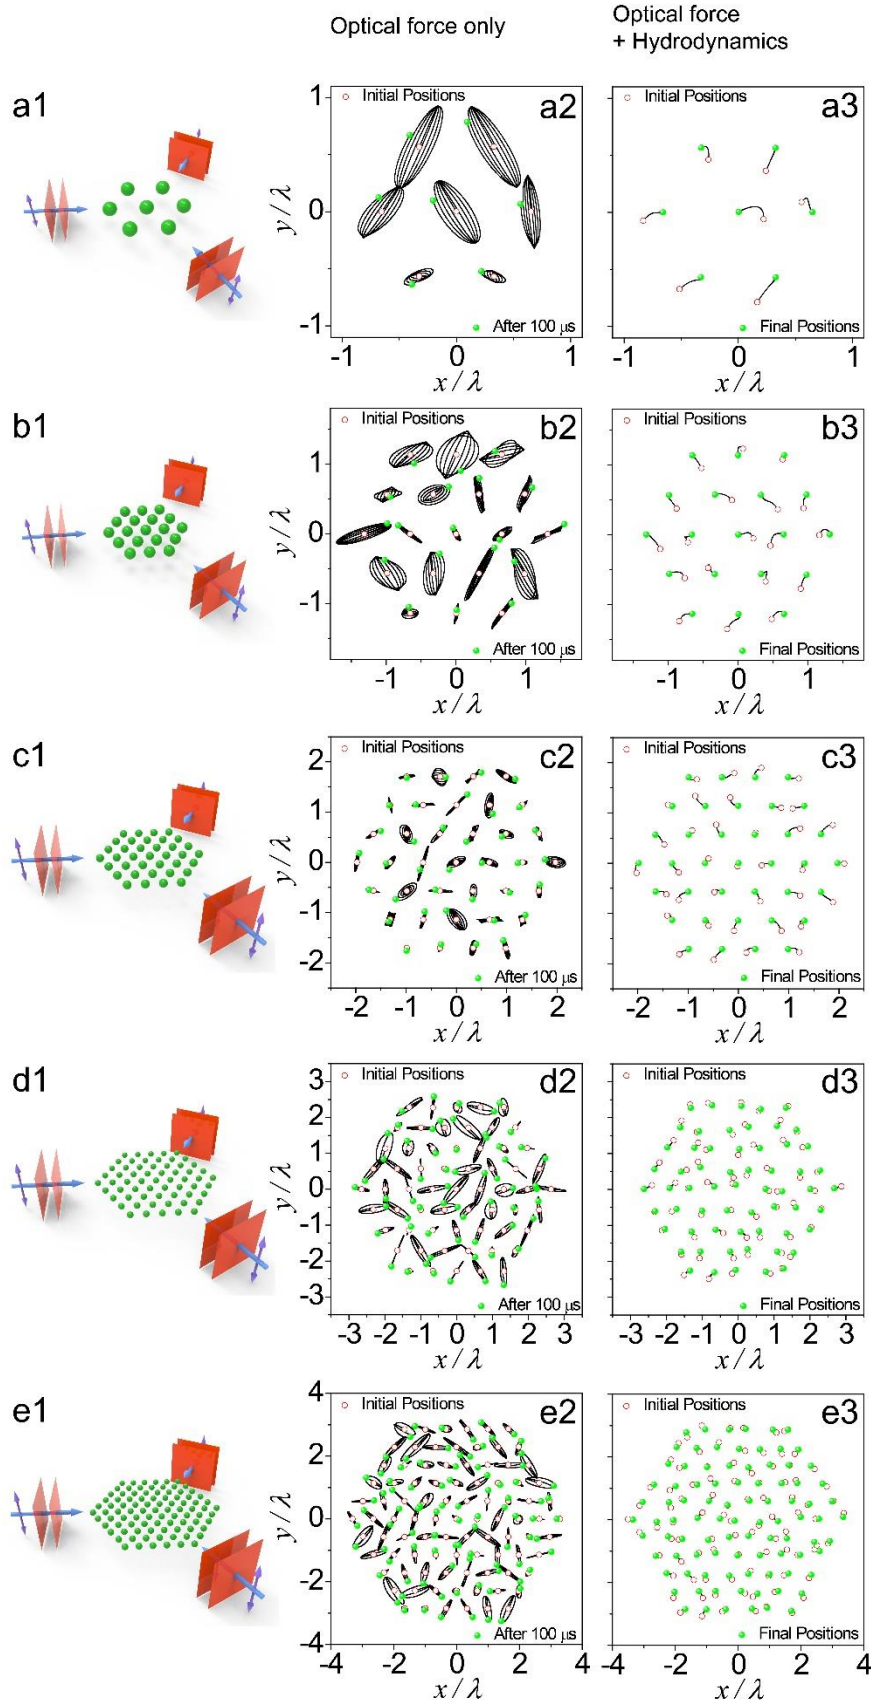 Optical force only
Optical force
+ Hydrodynamics
a1
1
0
-1
y / λ
Initial Positions
a2
After 100 μs
-1 0 1
x / λ
Initial Positions
a3
Final Positions
-1 0 1
x / λ
b1
1
0
-1
y / λ
Initial Positions
b2
After 100 μs
-1 0 1
x / λ
Initial Positions
b3
Final Positions
-1 0 1
x / λ
c1
2
1
0
-1
-2
y / λ
Initial Positions
c2
After 100 μs
-2 -1 0 1 2
x / λ
Initial Positions
c3
Final Positions
-2 -1 0 1 2
x / λ
d1
3
2
1
0
-1
-2
-3
y / λ
Initial Positions
d2
After 100 μs
-3 -2 -1 0 1 2 3
x / λ
Initial Positions
d3
Final Positions
-3 -2 -1 0 1 2 3
x / λ
e1
4
2
0
-2
-4
y / λ
Initial Positions
e2
After 100 μs
-4 -2 0 2 4
x / λ
Initial Positions
e3
Final Positions
-4 -2 0 2 4
x / λ